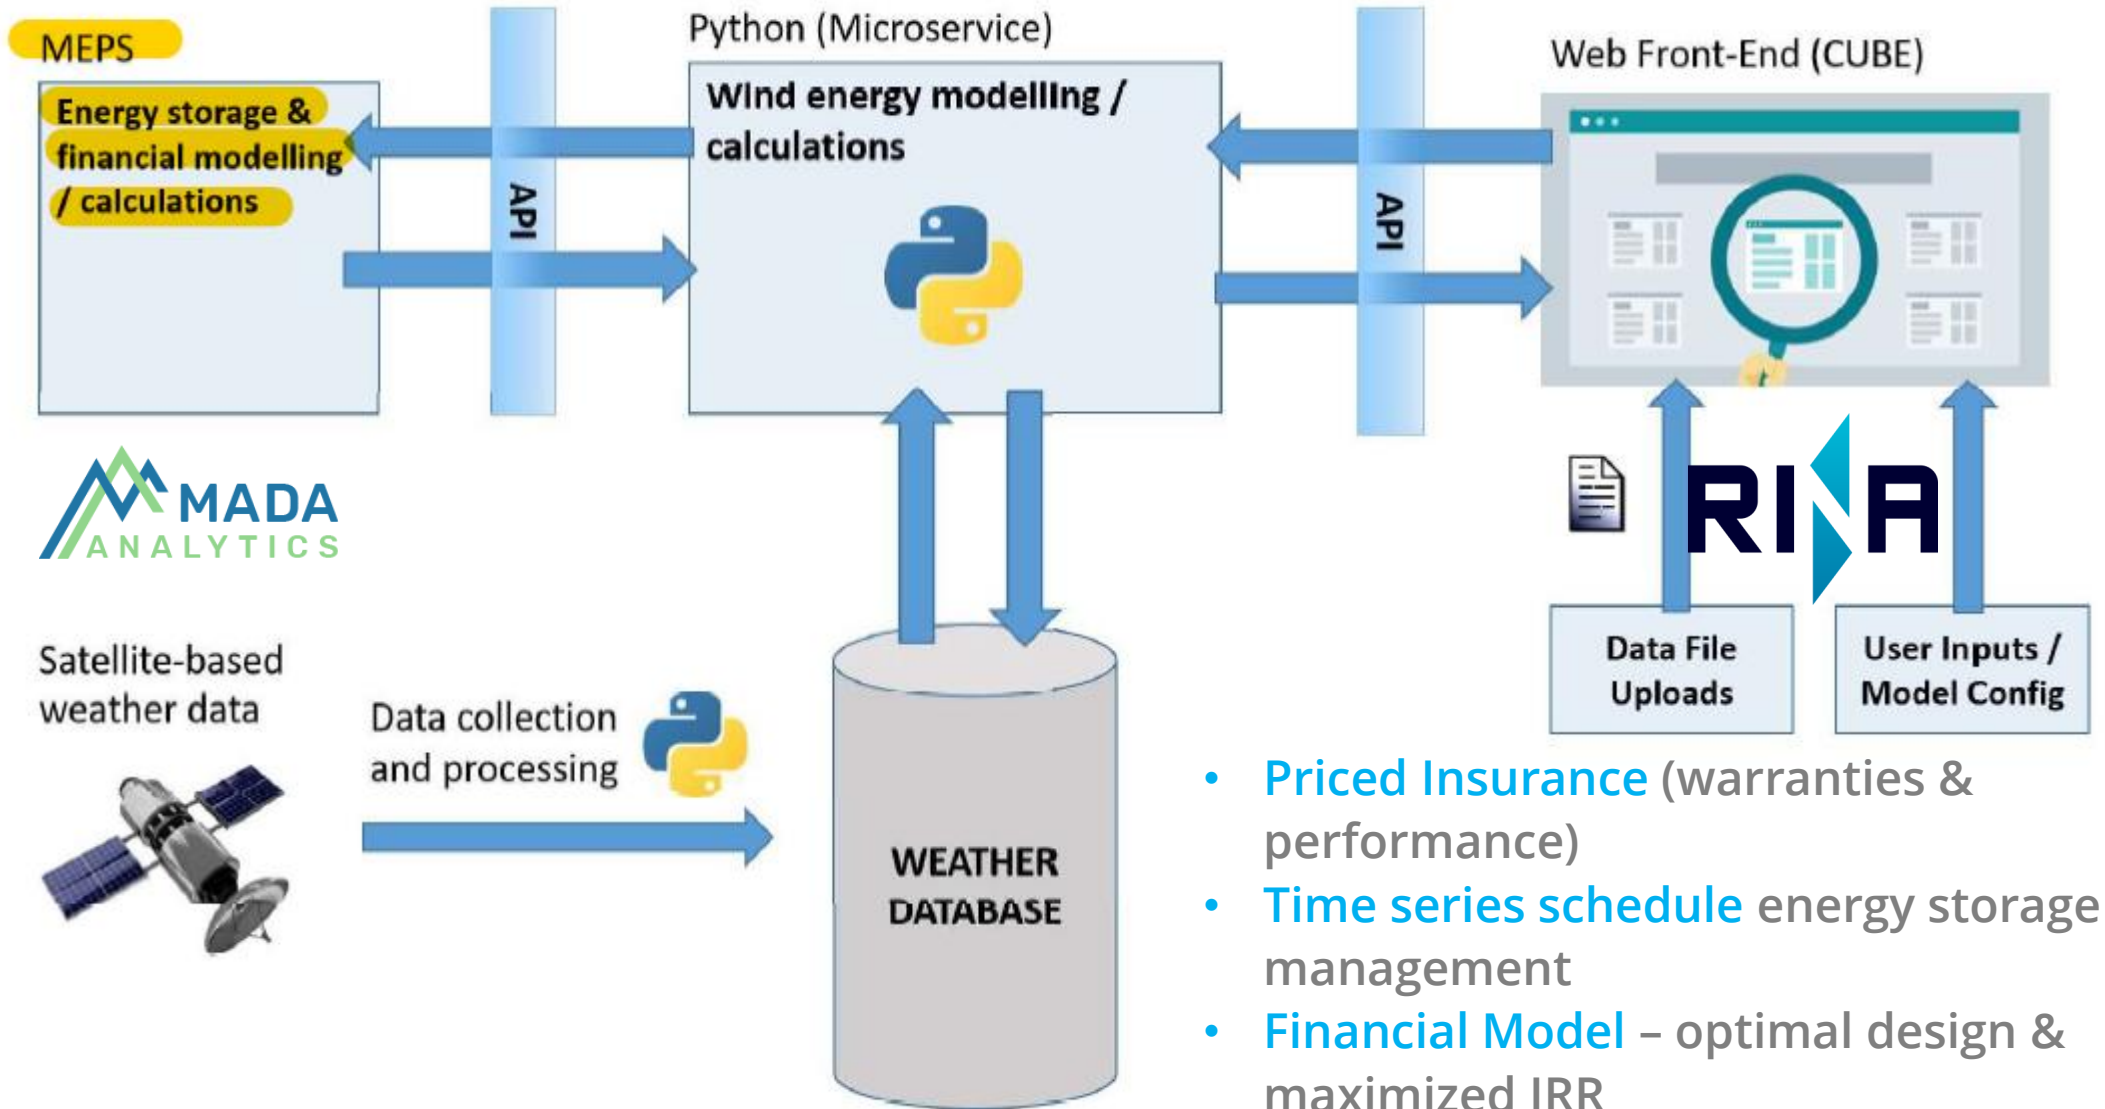 MEPS
Energy storage &
financial modelling
/ calculations
API
Python (Microservice)
Wind energy modelling /
calculations
API
Web Front-End (CUBE)
MADA
ANALYTICS
RINA
Data File
Uploads
User Inputs /
Model Config
Satellite-based
weather data
Data collection
and processing
WEATHER
DATABASE
• Priced Insurance (warranties &
performance)
• Time series schedule energy storage
management
• Financial Model – optimal design &
maximized IRR